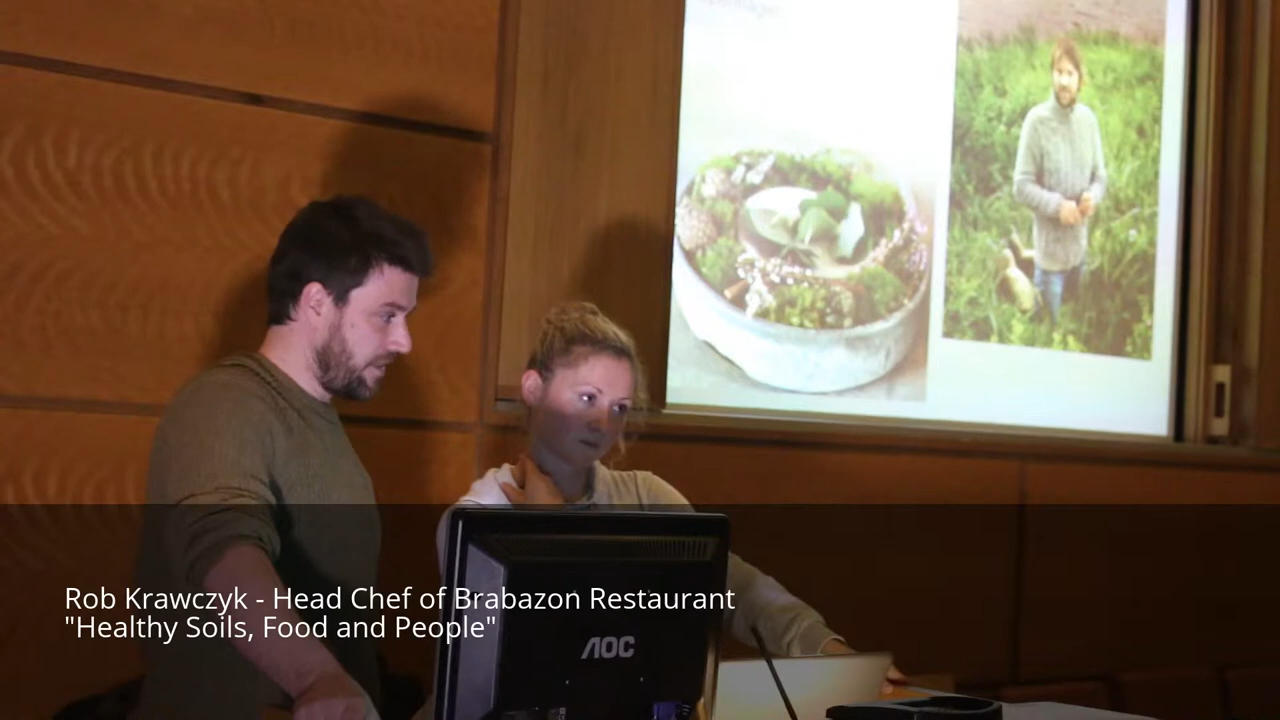 Rob Krawczyk - Head Chef of Brabazon Restaurant
"Healthy Soils, Food and People"
AOC